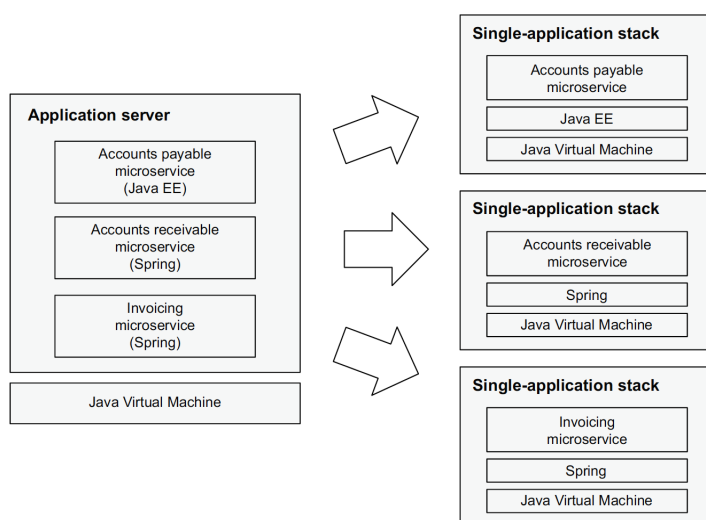 Application server
Accounts payable
microservice
(Java EE)
Accounts receivable
microservice
(Spring)
Invoicing
microservice
(Spring)
Java Virtual Machine
Single-application stack
Accounts payable
microservice
Java EE
Java Virtual Machine
Single-application stack
Accounts receivable
microservice
Spring
Java Virtual Machine
Single-application stack
Invoicing
microservice
Spring
Java Virtual Machine